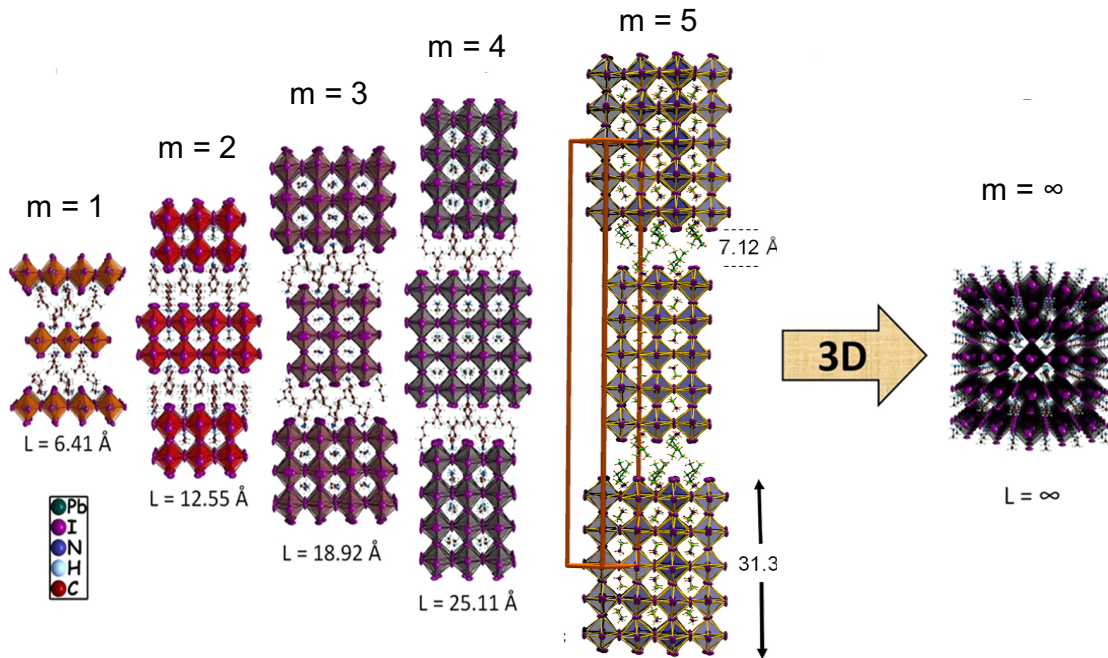 m = 1
m = 2
m = 3
m = 4
m = 5
m = ∞
7.12 Å
3D
31.3
L = 6.41 Å
L = 12.55 Å
L = 18.92 Å
L = 25.11 Å
L = ∞
Pb
I
N
H
C